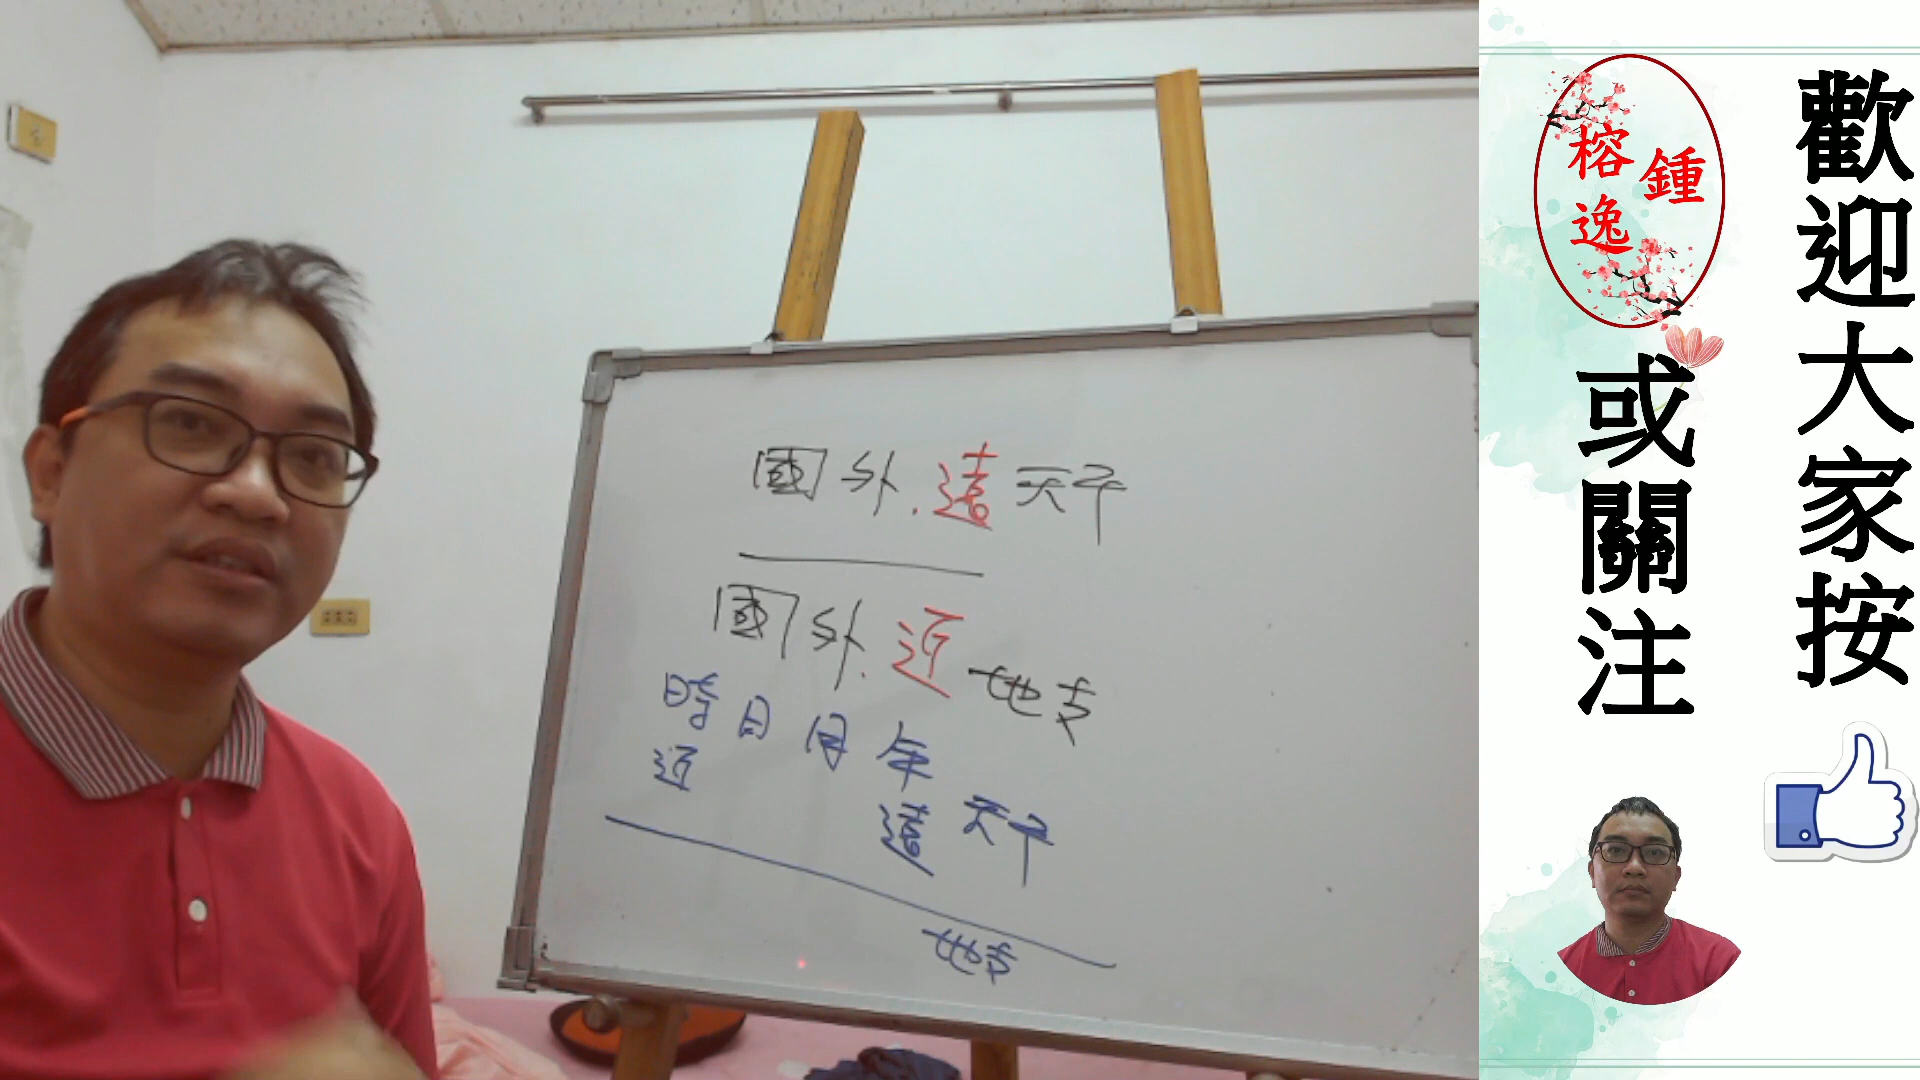 國外.遠天干
國外.近地支
時日月年
近
遠天干
地支
鍾
榕逸
歡迎大家按
或關注